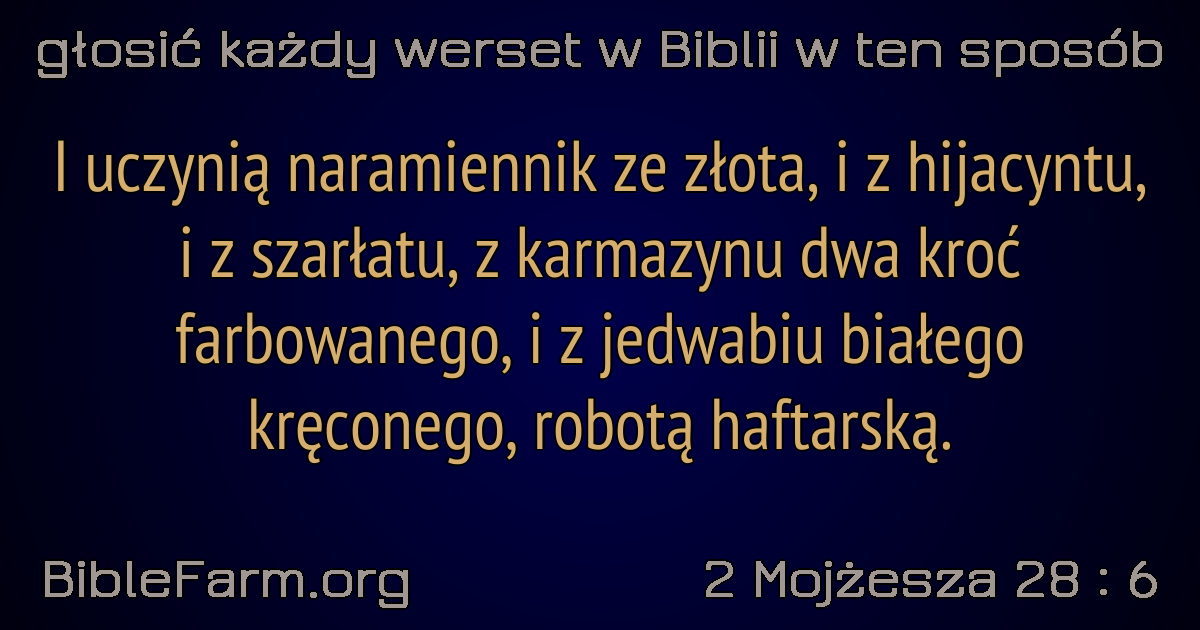 głosić każdy werset w Biblii w ten sposób
I uczynią naramiennik ze złota, i z hijacyntu,
i z szarłatu, z karmazynu dwa kroć
farbowanego, i z jedwabiu białego
kręconego, robotą haftarską.
BibleFarm.org
2 Mojżesza 28 : 6